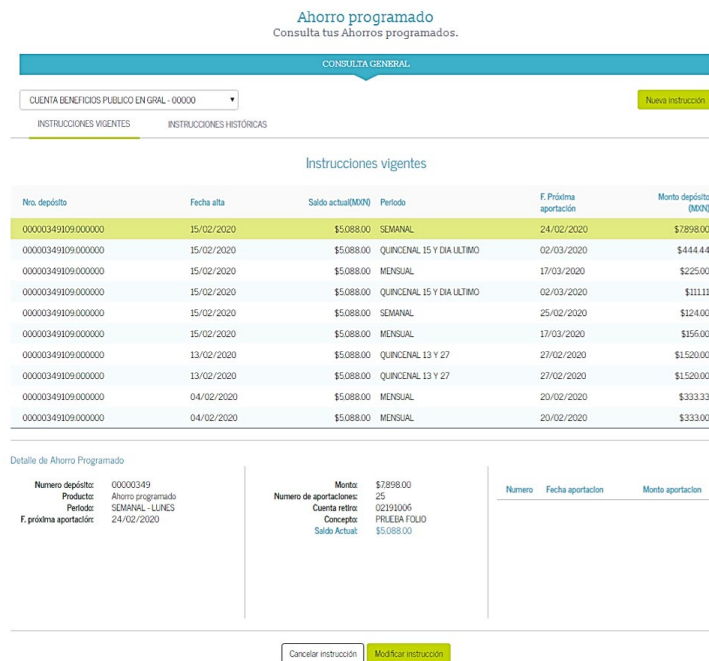 Ahorro programado
Consulta tus Ahorros programados.
CONSULTA GENERAL
CUENTA BENEFICIOS PUBLICO EN GRAL - 00000
Nueva instrucción
INSTRUCCIONES VIGENTES INSTRUCCIONES HISTÓRICAS
Instrucciones vigentes
Nro. depósito Fecha alta Saldo actual(MXN) Periodo F. Próxima aportación Monto depósito (MXN)
00000349109.000000 15/02/2020 $5,088.00 SEMANAL 24/02/2020 $7,898.00
00000349109.000000 15/02/2020 $5,088.00 QUINCENAL 15 Y DIA ULTIMO 02/03/2020 $444.44
00000349109.000000 15/02/2020 $5,088.00 MENSUAL 17/03/2020 $225.00
00000349109.000000 15/02/2020 $5,088.00 QUINCENAL 15 Y DIA ULTIMO 02/03/2020 $111.11
00000349109.000000 15/02/2020 $5,088.00 SEMANAL 25/02/2020 $124.00
00000349109.000000 15/02/2020 $5,088.00 MENSUAL 17/03/2020 $156.00
00000349109.000000 13/02/2020 $5,088.00 QUINCENAL 13 Y 27 27/02/2020 $1,520.00
00000349109.000000 13/02/2020 $5,088.00 QUINCENAL 13 Y 27 27/02/2020 $1,520.00
00000349109.000000 04/02/2020 $5,088.00 MENSUAL 20/02/2020 $333.33
00000349109.000000 04/02/2020 $5,088.00 MENSUAL 20/02/2020 $333.00
Detalle de Ahorro Programado
Numero depósito: 00000349
Producto: Ahorro programado
Periodo: SEMANAL - LUNES
F. próxima aportación: 24/02/2020
Monto: $7,898.00
Numero de aportaciones: 25
Cuenta retiro: 02191006
Concepto: PRUEBA FOLIO
Saldo Actual: $5,088.00
Numero Fecha aportacion Monto aportacion
Cancelar instrucción Modificar instrucción